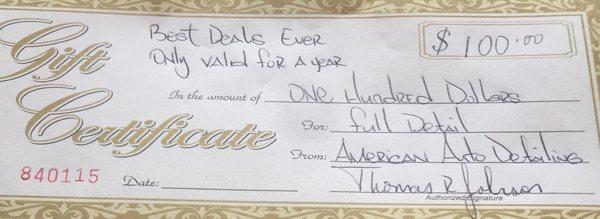 Gift Certificate
Best Deals Ever
Only valid for a year
$100.00
In the amount of One Hundred Dollars
For: Full Detail
From: American Auto Detailing
840115
Date:
Thomas R Johnson
Authorized Signature